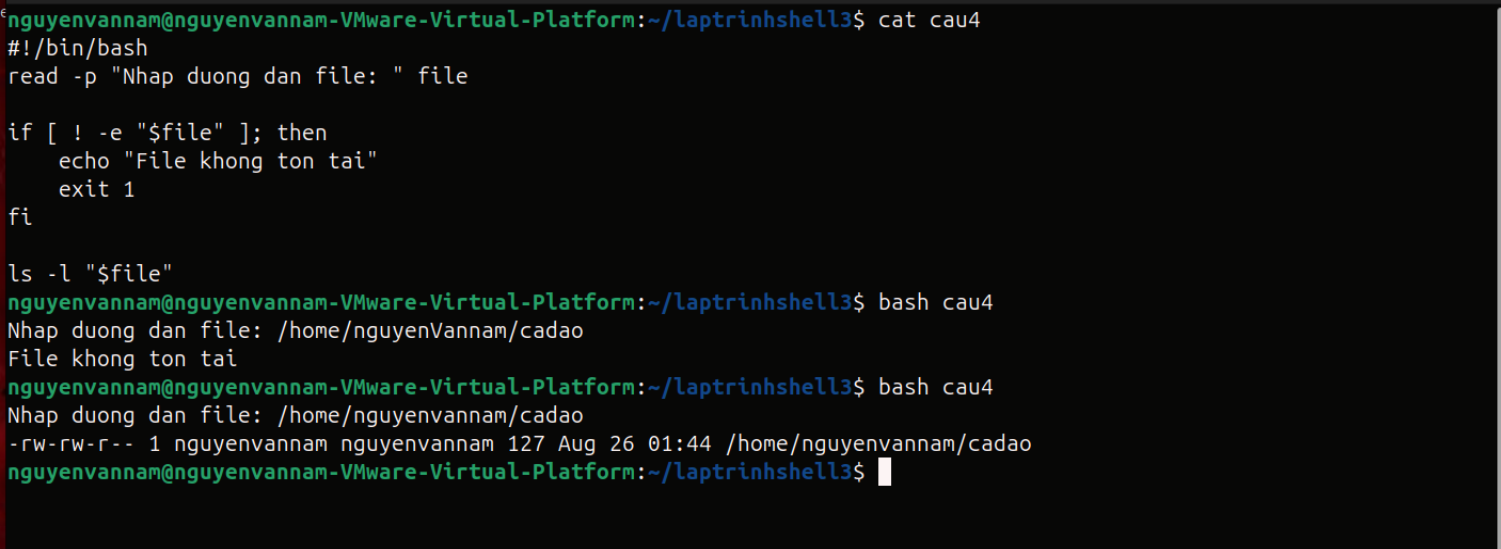 nguyenvannam@nguyenvannam-VMware-Virtual-Platform:~/laptrinhshell3$ cat cau4
#!/bin/bash
read -p "Nhap duong dan file: " file
if [ ! -e "$file" ]; then
    echo "File khong ton tai"
    exit 1
fi
ls -l "$file"
nguyenvannam@nguyenvannam-VMware-Virtual-Platform:~/laptrinhshell3$ bash cau4
Nhap duong dan file: /home/nguyenVannam/cadao
File khong ton tai
nguyenvannam@nguyenvannam-VMware-Virtual-Platform:~/laptrinhshell3$ bash cau4
Nhap duong dan file: /home/nguyenvannam/cadao
-rw-rw-r-- 1 nguyenvannam nguyenvannam 127 Aug 26 01:44 /home/nguyenvannam/cadao
nguyenvannam@nguyenvannam-VMware-Virtual-Platform:~/laptrinhshell3$